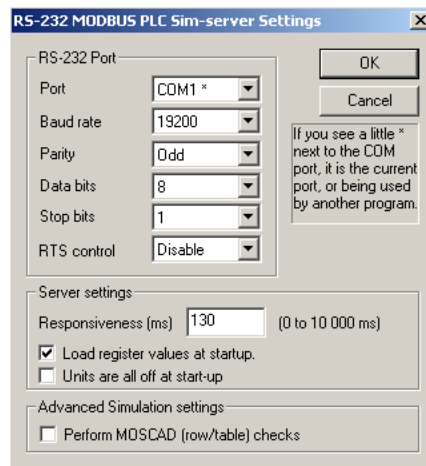 RS-232 MODBUS PLC Sim-server Settings
RS-232 Port
Port COM1 *
Baud rate 19200
Parity Odd
Data bits 8
Stop bits 1
RTS control Disable
OK
Cancel
If you see a little *
next to the COM
port, it is the current
port, or being used
by another program.
Server settings
Responsiveness (ms) 130 (0 to 10 000 ms)
Load register values at startup.
Units are all off at start-up
Advanced Simulation settings
Perform MOSCAD (row/table) checks